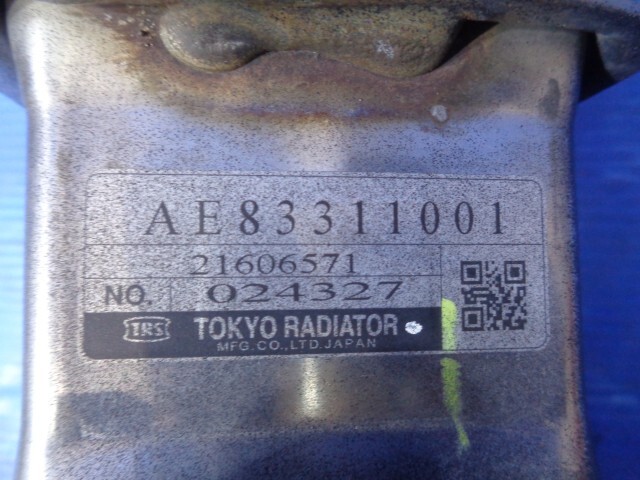 AE83311001
21606571
NO. 024327
TRS TOKYO RADIATOR
MFG.CO.,LTD.JAPAN